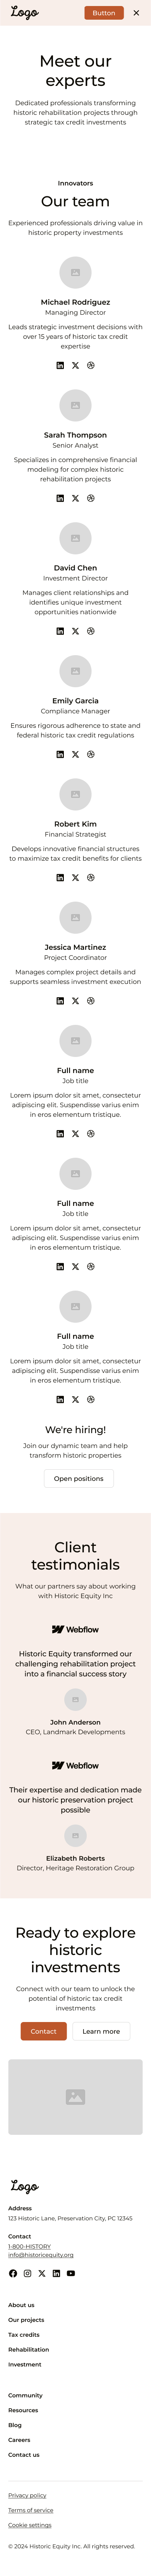 Logo
Button
Meet our
experts
Dedicated professionals transforming
historic rehabilitation projects through
strategic tax credit investments
Innovators
Our team
Experienced professionals driving value in
historic property investments
Michael Rodriguez
Managing Director
Leads strategic investment decisions with
over 15 years of historic tax credit
expertise
Sarah Thompson
Senior Analyst
Specializes in comprehensive financial
modeling for complex historic
rehabilitation projects
David Chen
Investment Director
Manages client relationships and
identifies unique investment
opportunities nationwide
Emily Garcia
Compliance Manager
Ensures rigorous adherence to state and
federal historic tax credit regulations
Robert Kim
Financial Strategist
Develops innovative financial structures
to maximize tax credit benefits for clients
Jessica Martinez
Project Coordinator
Manages complex project details and
supports seamless investment execution
Full name
Job title
Lorem ipsum dolor sit amet, consectetur
adipiscing elit. Suspendisse varius enim
in eros elementum tristique.
Full name
Job title
Lorem ipsum dolor sit amet, consectetur
adipiscing elit. Suspendisse varius enim
in eros elementum tristique.
Full name
Job title
Lorem ipsum dolor sit amet, consectetur
adipiscing elit. Suspendisse varius enim
in eros elementum tristique.
We're hiring!
Join our dynamic team and help
transform historic properties
Open positions
Client
testimonials
What our partners say about working
with Historic Equity Inc
Webflow
Historic Equity transformed our
challenging rehabilitation project
into a financial success story
John Anderson
CEO, Landmark Developments
Webflow
Their expertise and dedication made
our historic preservation project
possible
Elizabeth Roberts
Director, Heritage Restoration Group
Ready to explore
historic
investments
Connect with our team to unlock the
potential of historic tax credit
investments
Contact
Learn more
Logo
Address
123 Historic Lane, Preservation City, PC 12345
Contact
1-800-HISTORY
info@historicequity.org
About us
Our projects
Tax credits
Rehabilitation
Investment
Community
Resources
Blog
Careers
Contact us
Privacy policy
Terms of service
Cookie settings
© 2024 Historic Equity Inc. All rights reserved.